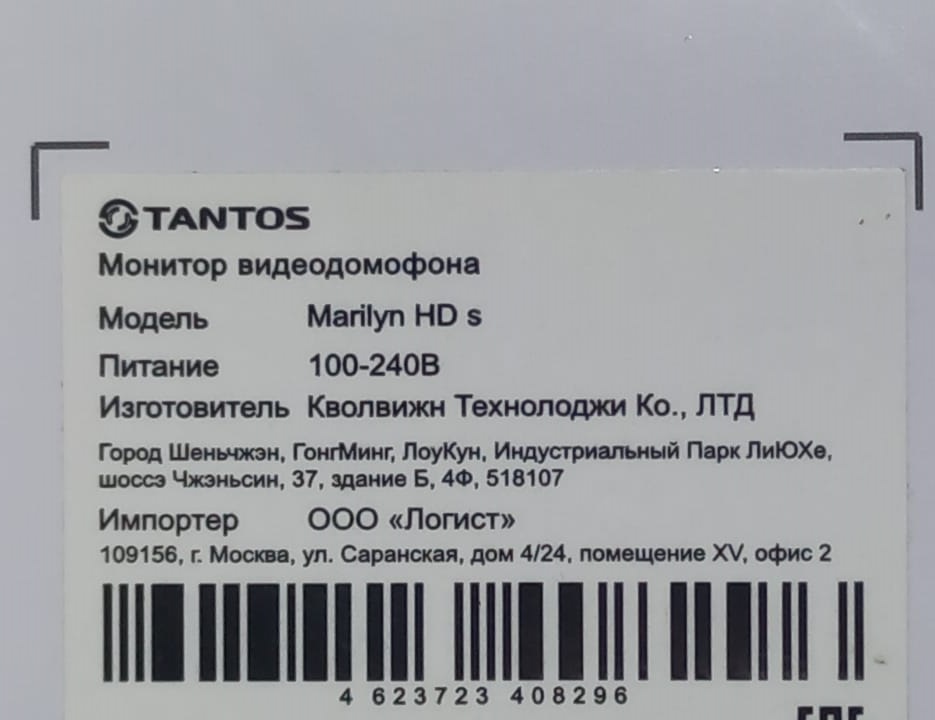 TANTOS
Монитор видеодомофона
Модель Marilyn HD s
Питание 100-240В
Изготовитель Кволвижн Технолоджи Ко., ЛТД
Город Шеньчжэн, ГонгМинг, ЛоуКун, Индустриальный Парк ЛиЮХе,
шоссэ Чжэньсин, 37, здание Б, 4Ф, 518107
Импортер ООО «Логист»
109156, г. Москва, ул. Саранская, дом 4/24, помещение XV, офис 2
4 623723 408296